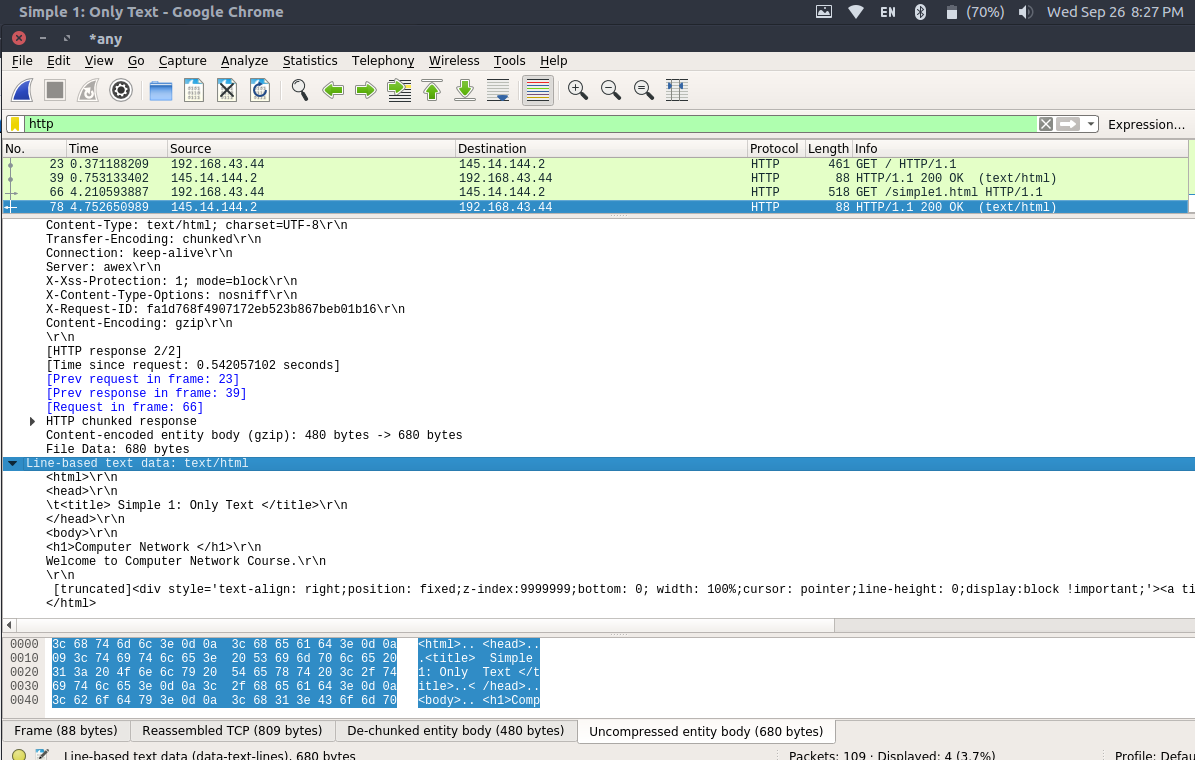 Simple 1: Only Text - Google Chrome EN (70%) Wed Sep 26 8:27 PM
*any
File Edit View Go Capture Analyze Statistics Telephony Wireless Tools Help
http Expression…
No. Time Source Destination Protocol Length Info
23 0.371188209 192.168.43.44 145.14.144.2 HTTP 461 GET / HTTP/1.1
39 0.753133402 145.14.144.2 192.168.43.44 HTTP 88 HTTP/1.1 200 OK (text/html)
66 4.210593887 192.168.43.44 145.14.144.2 HTTP 518 GET /simple1.html HTTP/1.1
78 4.752650989 145.14.144.2 192.168.43.44 HTTP 88 HTTP/1.1 200 OK (text/html)
Content-Type: text/html; charset=UTF-8\r\n
Transfer-Encoding: chunked\r\n
Connection: keep-alive\r\n
Server: awex\r\n
X-Xss-Protection: 1; mode=block\r\n
X-Content-Type-Options: nosniff\r\n
X-Request-ID: fa1d768f4907172eb523b867beb01b16\r\n
Content-Encoding: gzip\r\n
\r\n
[HTTP response 2/2]
[Time since request: 0.542057102 seconds]
[Prev request in frame: 23]
[Prev response in frame: 39]
[Request in frame: 66]
HTTP chunked response
Content-encoded entity body (gzip): 480 bytes -> 680 bytes
File Data: 680 bytes
Line-based text data: text/html
<html>\r\n
<head>\r\n
\t<title> Simple 1: Only Text </title>\r\n
</head>\r\n
<body>\r\n
<h1>Computer Network </h1>\r\n
Welcome to Computer Network Course.\r\n
\r\n
[truncated]<div style='text-align: right;position: fixed;z-index:9999999;bottom: 0; width: 100%;cursor: pointer;line-height: 0;display:block !important;'><a ti
</html>
0000 3c 68 74 6d 6c 3e 0d 0a 3c 68 65 61 64 3e 0d 0a <html>.. <head>..
0010 09 3c 74 69 74 6c 65 3e 20 53 69 6d 70 6c 65 20 .<title> Simple
0020 31 3a 20 4f 6e 6c 79 20 54 65 78 74 20 3c 2f 74 1: Only Text </t
0030 69 74 6c 65 3e 0d 0a 3c 2f 68 65 61 64 3e 0d 0a itle>..< /head>..
0040 3c 62 6f 64 79 3e 0d 0a 3c 68 31 3e 43 6f 6d 70 <body>.. <h1>Comp
Frame (88 bytes) Reassembled TCP (809 bytes) De-chunked entity body (480 bytes) Uncompressed entity body (680 bytes)
Line-based text data (data-text-lines), 680 bytes Packets: 109 · Displayed: 4 (3.7%) Profile: Defau